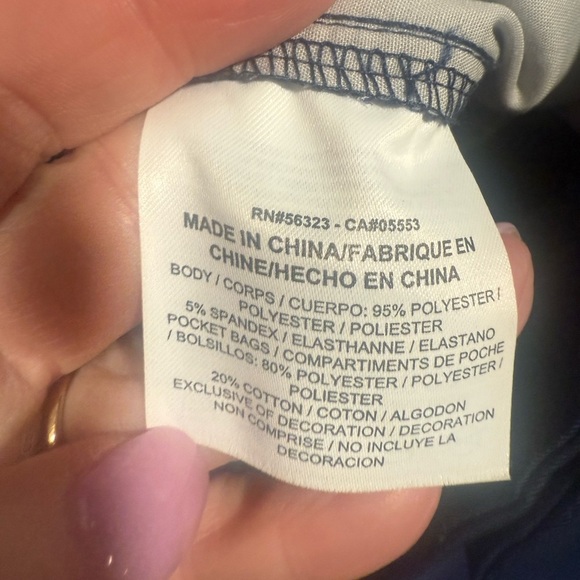 RN#56323 - CA#05553
MADE IN CHINA/FABRIQUE EN
CHINE/HECHO EN CHINA
BODY / CORPS / CUERPO: 95% POLYESTER /
POLYESTER / POLIESTER
5% SPANDEX / ELASTHANNE / ELASTANO
POCKET BAGS / COMPARTIMENTS DE POCHE
/ BOLSILLOS: 80% POLYESTER / POLYESTER /
POLIESTER
20% COTTON / COTON / ALGODON
EXCLUSIVE OF DECORATION / DECORATION
NON COMPRISE / NO INCLUYE LA
DECORACION